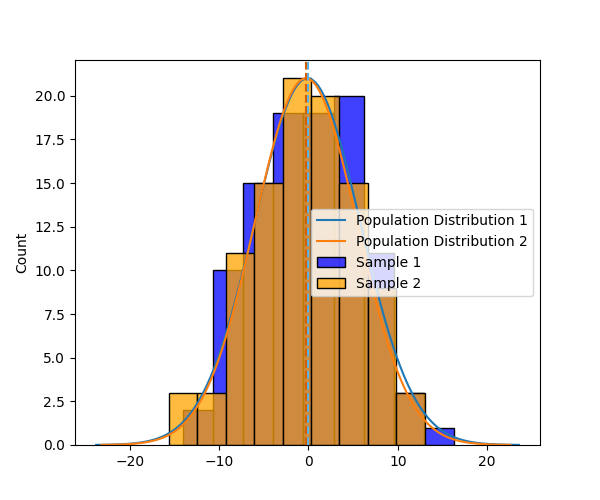 20.0
17.5
15.0
12.5
10.0
7.5
5.0
2.5
0.0
Count
Population Distribution 1
Population Distribution 2
Sample 1
Sample 2
−20 −10 0 10 20